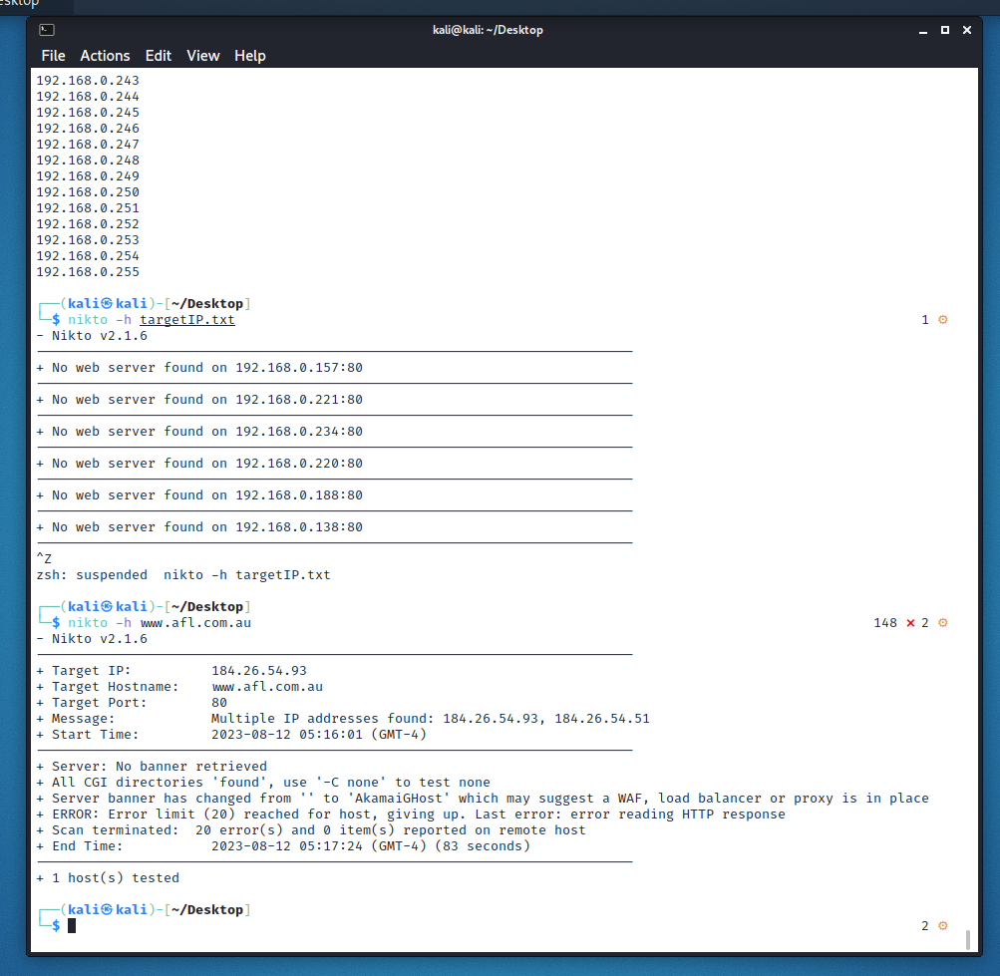 kali@kali: ~/Desktop
File Actions Edit View Help
192.168.0.243
192.168.0.244
192.168.0.245
192.168.0.246
192.168.0.247
192.168.0.248
192.168.0.249
192.168.0.250
192.168.0.251
192.168.0.252
192.168.0.253
192.168.0.254
192.168.0.255
┌──(kali㉿kali)-[~/Desktop]
└─$ nikto -h targetIP.txt 1 ⚙
- Nikto v2.1.6
+ No web server found on 192.168.0.157:80
+ No web server found on 192.168.0.221:80
+ No web server found on 192.168.0.234:80
+ No web server found on 192.168.0.220:80
+ No web server found on 192.168.0.188:80
+ No web server found on 192.168.0.138:80
^Z
zsh: suspended  nikto -h targetIP.txt
┌──(kali㉿kali)-[~/Desktop]
└─$ nikto -h www.afl.com.au 148 ⨯ 2 ⚙
- Nikto v2.1.6
+ Target IP:          184.26.54.93
+ Target Hostname:    www.afl.com.au
+ Target Port:        80
+ Message:            Multiple IP addresses found: 184.26.54.93, 184.26.54.51
+ Start Time:         2023-08-12 05:16:01 (GMT-4)
+ Server: No banner retrieved
+ All CGI directories 'found', use '-C none' to test none
+ Server banner has changed from '' to 'AkamaiGHost' which may suggest a WAF, load balancer or proxy is in place
+ ERROR: Error limit (20) reached for host, giving up. Last error: error reading HTTP response
+ Scan terminated:  20 error(s) and 0 item(s) reported on remote host
+ End Time:           2023-08-12 05:17:24 (GMT-4) (83 seconds)
+ 1 host(s) tested
┌──(kali㉿kali)-[~/Desktop]
└─$ 2 ⚙